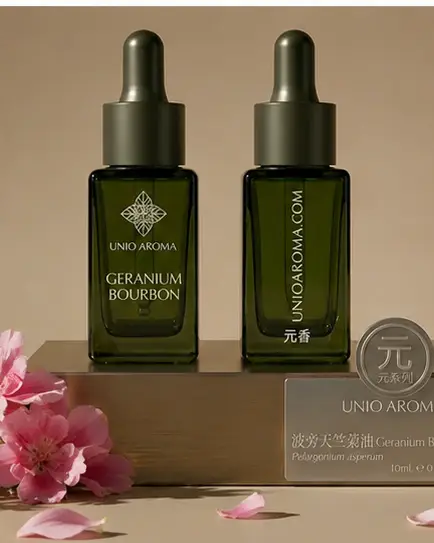 UNIO AROMA
GERANIUM
BOURBON
UNIOAROMA.COM
元香
元
元系列
UNIO AROM
波旁天竺葵油 Geranium B
Pelargonium asperum
10ml. ℮ 0